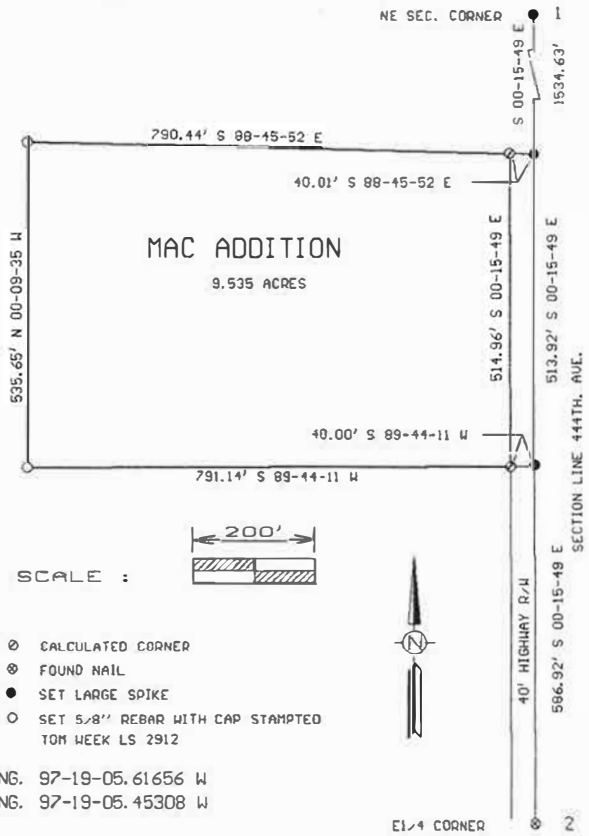 NE SEC. CORNER 1
S 00-15-49 E
1534.63'
790.44' S 88-45-52 E
40.01' S 88-45-52 E
MAC ADDITION
9.535 ACRES
535.65' N 00-09-35 W
514.96' S 00-15-49 E
513.92' S 00-15-49 E
SECTION LINE 444TH. AVE.
40.00' S 89-44-11 W
791.14' S 89-44-11 W
200'
SCALE :
N
40' HIGHWAY R/W
586.92' S 00-15-49 E
CALCULATED CORNER
FOUND NAIL
SET LARGE SPIKE
SET 5/8'' REBAR WITH CAP STAMPTED
TOM WEEK LS 2912
NG. 97-19-05.61656 W
NG. 97-19-05.45308 W
E1/4 CORNER 2